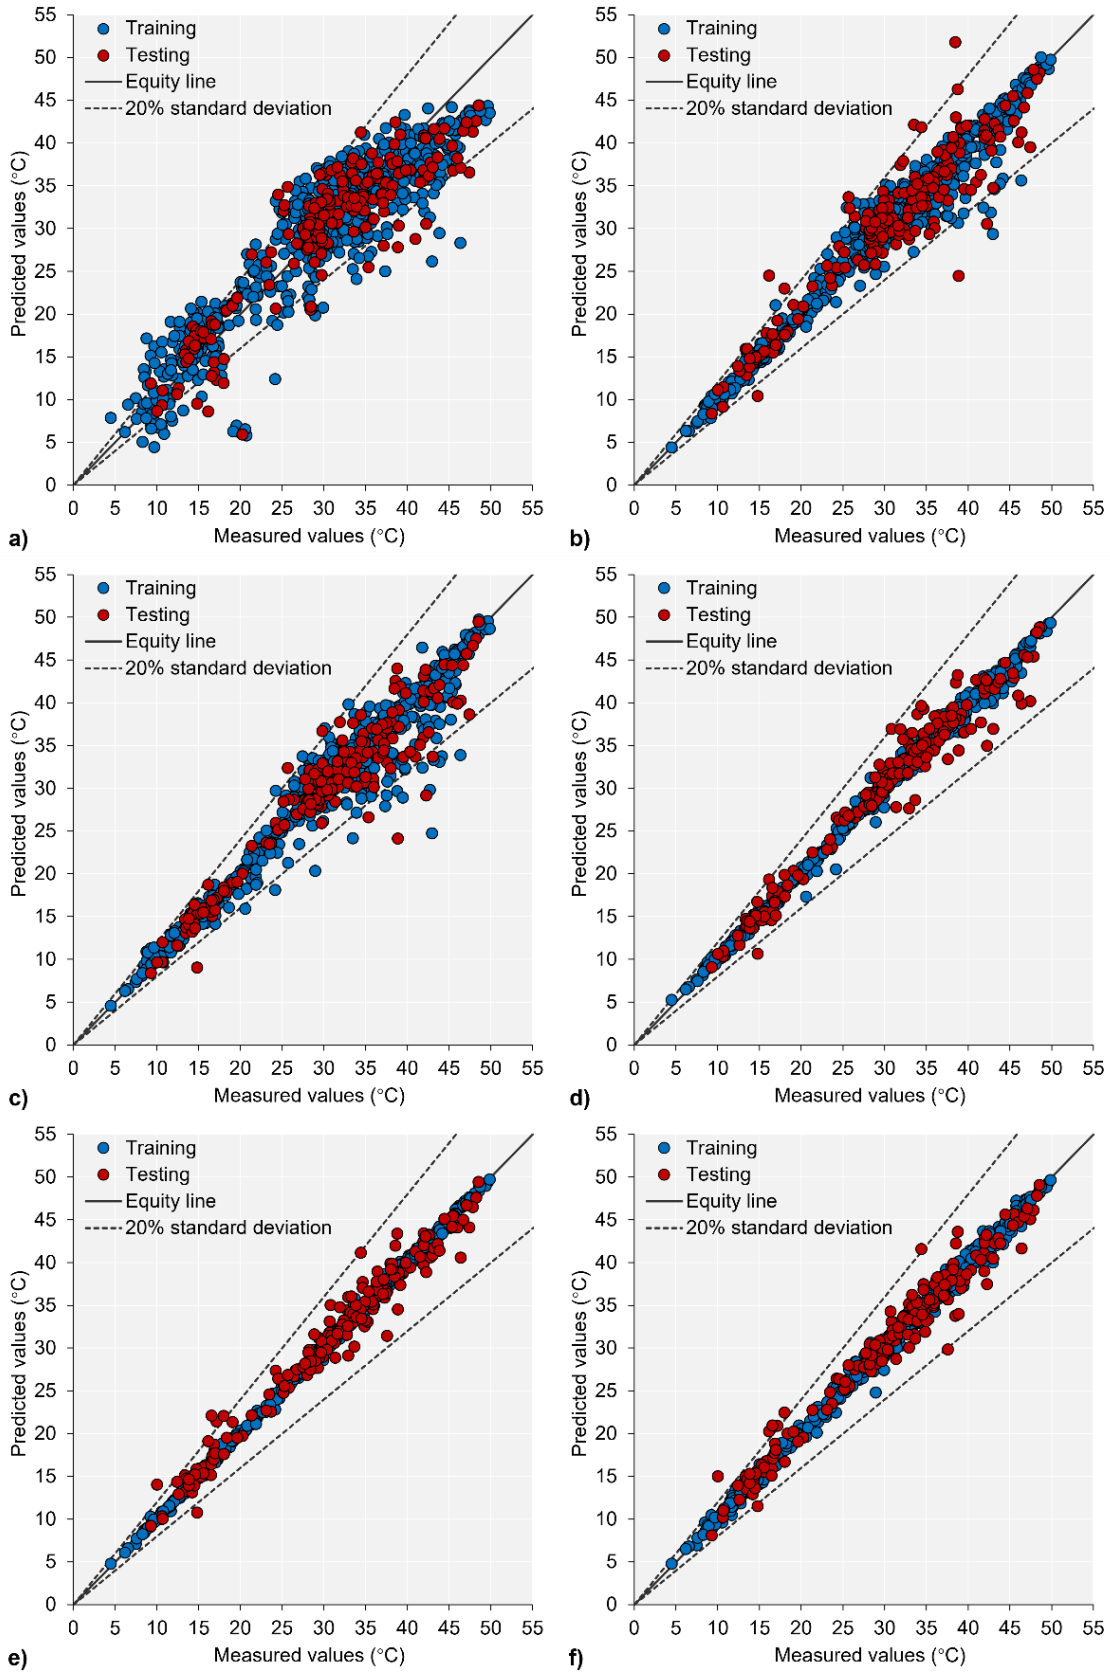 55
50
45
40
35
30
25
20
15
10
5
0
Predicted values (°C)
Training
Testing
Equity line
20% standard deviation
0 5 10 15 20 25 30 35 40 45 50 55
a) Measured values (°C)
55
50
45
40
35
30
25
20
15
10
5
0
Predicted values (°C)
Training
Testing
Equity line
20% standard deviation
0 5 10 15 20 25 30 35 40 45 50 55
b) Measured values (°C)
55
50
45
40
35
30
25
20
15
10
5
0
Predicted values (°C)
Training
Testing
Equity line
20% standard deviation
0 5 10 15 20 25 30 35 40 45 50 55
c) Measured values (°C)
55
50
45
40
35
30
25
20
15
10
5
0
Predicted values (°C)
Training
Testing
Equity line
20% standard deviation
0 5 10 15 20 25 30 35 40 45 50 55
d) Measured values (°C)
55
50
45
40
35
30
25
20
15
10
5
0
Predicted values (°C)
Training
Testing
Equity line
20% standard deviation
0 5 10 15 20 25 30 35 40 45 50 55
e) Measured values (°C)
55
50
45
40
35
30
25
20
15
10
5
0
Predicted values (°C)
Training
Testing
Equity line
20% standard deviation
0 5 10 15 20 25 30 35 40 45 50 55
f) Measured values (°C)